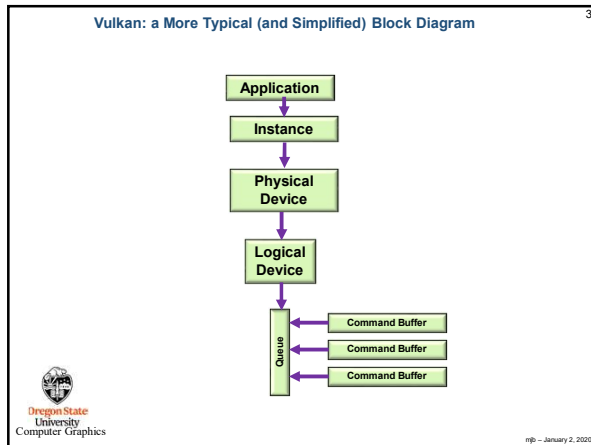 3
Vulkan: a More Typical (and Simplified) Block Diagram
Application
Instance
Physical
Device
Logical
Device
Queue
Command Buffer
Command Buffer
Command Buffer
Oregon State
University
Computer Graphics
mjb – January 2, 2020